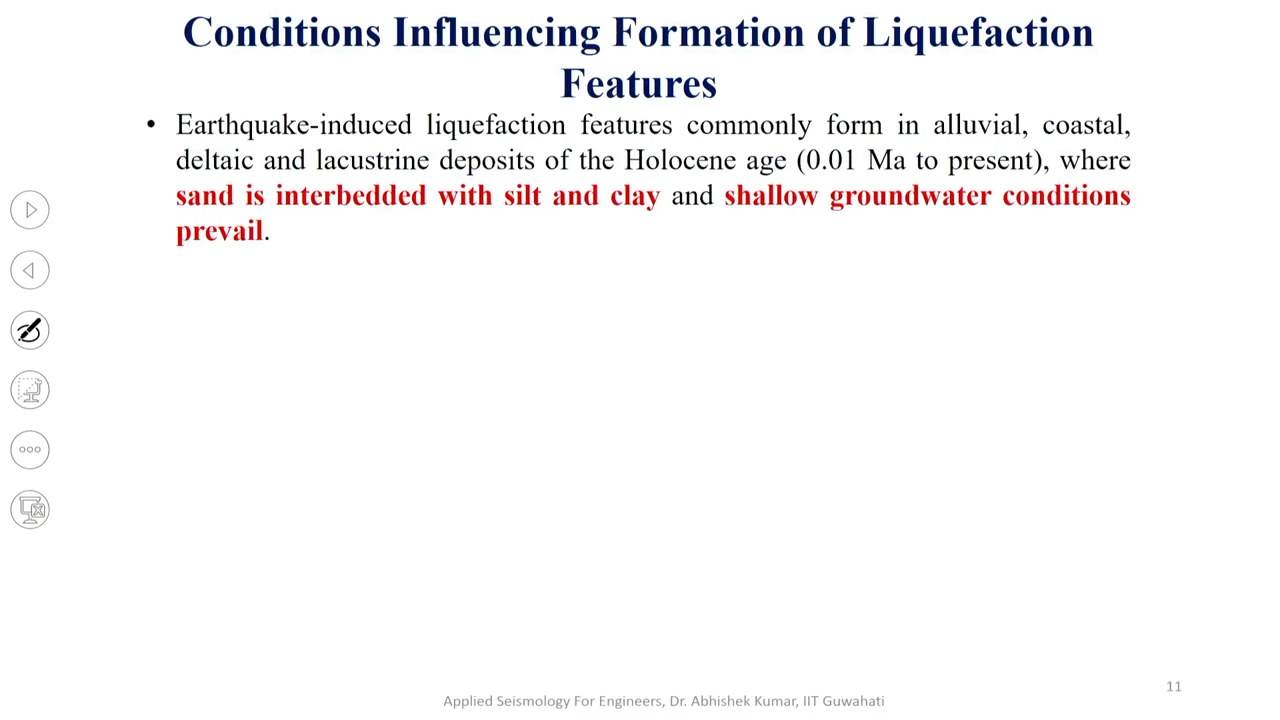 Conditions Influencing Formation of Liquefaction
Features
• Earthquake-induced liquefaction features commonly form in alluvial, coastal,
deltaic and lacustrine deposits of the Holocene age (0.01 Ma to present), where
sand is interbedded with silt and clay and shallow groundwater conditions
prevail.
11
Applied Seismology For Engineers, Dr. Abhishek Kumar, IIT Guwahati